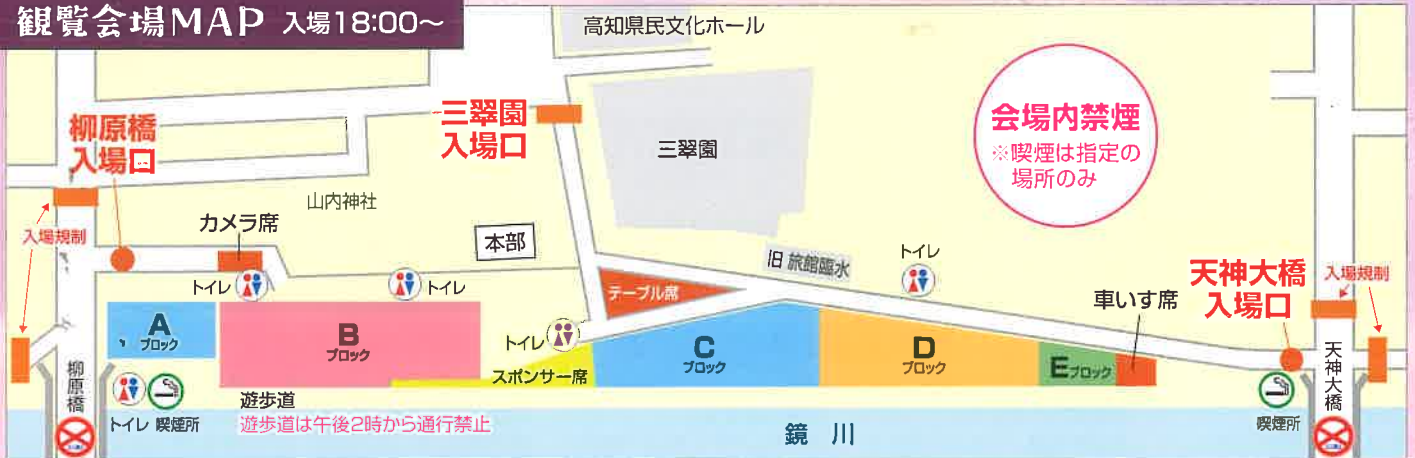 観覧会場MAP 入場18:00～
高知県民文化ホール
柳原橋
入場口
三翠園
入場口
三翠園
会場内禁煙
※喫煙は指定の
場所のみ
山内神社
入場規制
カメラ席
本部
旧 旅館臨水
トイレ
トイレ
トイレ
テーブル席
天神大橋
入場口
入場規制
車いす席
A
ブロック
B
ブロック
トイレ
スポンサー席
C
ブロック
D
ブロック
Eブロック
柳原橋
天神大橋
トイレ 喫煙所
遊歩道
遊歩道は午後2時から通行禁止
鏡 川
喫煙所